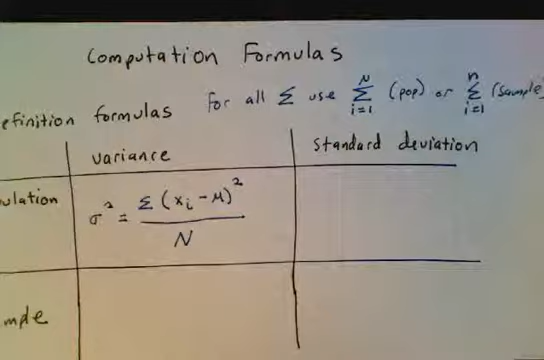 Computation Formulas
efinition formulas For all Σ use Σ_{i=1}^{N} (pop) or Σ_{i=1}^{n} (sample)
variance standard deviation
ulation σ² = Σ (xᵢ - μ)² / N
mple